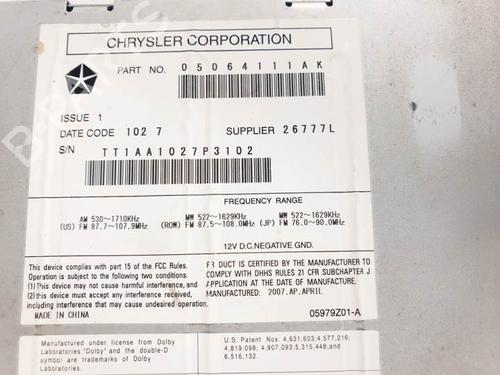 CHRYSLER CORPORATION
PART NO. 05064111AK
ISSUE 1
DATE CODE 102 7 SUPPLIER 26777L
S/N TT1AA1027P3102
FREQUENCY RANGE
AM 530~1710KHz MW 522~1629KHz MW 522~1629KHz
(US) FM 87.7~107.9MHz (ROW) FM 87.5~108.0MHz (FM 76.0~90.0MHz
12V D.C.NEGATIVE GND.
This device complies with part 15 of the FCC Rules.
Operation is subject to the following two conditions.
(1)This device may not cause harmful interference, and
(2)this device must accept any interference received,
including interference that may cause undesired operation.
MADE IN CHINA
PR DUCT IS CERTIFIED BY THE MANUFACTURER TO
COMPLY WITH DHHS RULES 21 CFR SUBCHAPTER J
APPLICATION AT THE DATE OF MANUFACTURE.
MANUFACTURED: 2007.AP.APRIL
05979Z01-A
Manufactured under license from Dolby
Laboratories."Dolby" and the double-D
symbol are trademarks of Dolby
Laboratories.
U.S. Patent Nos. 4,631,603;4,577,216;
4,819,098; 4,907,093;5,315,448;and
6,516,132.